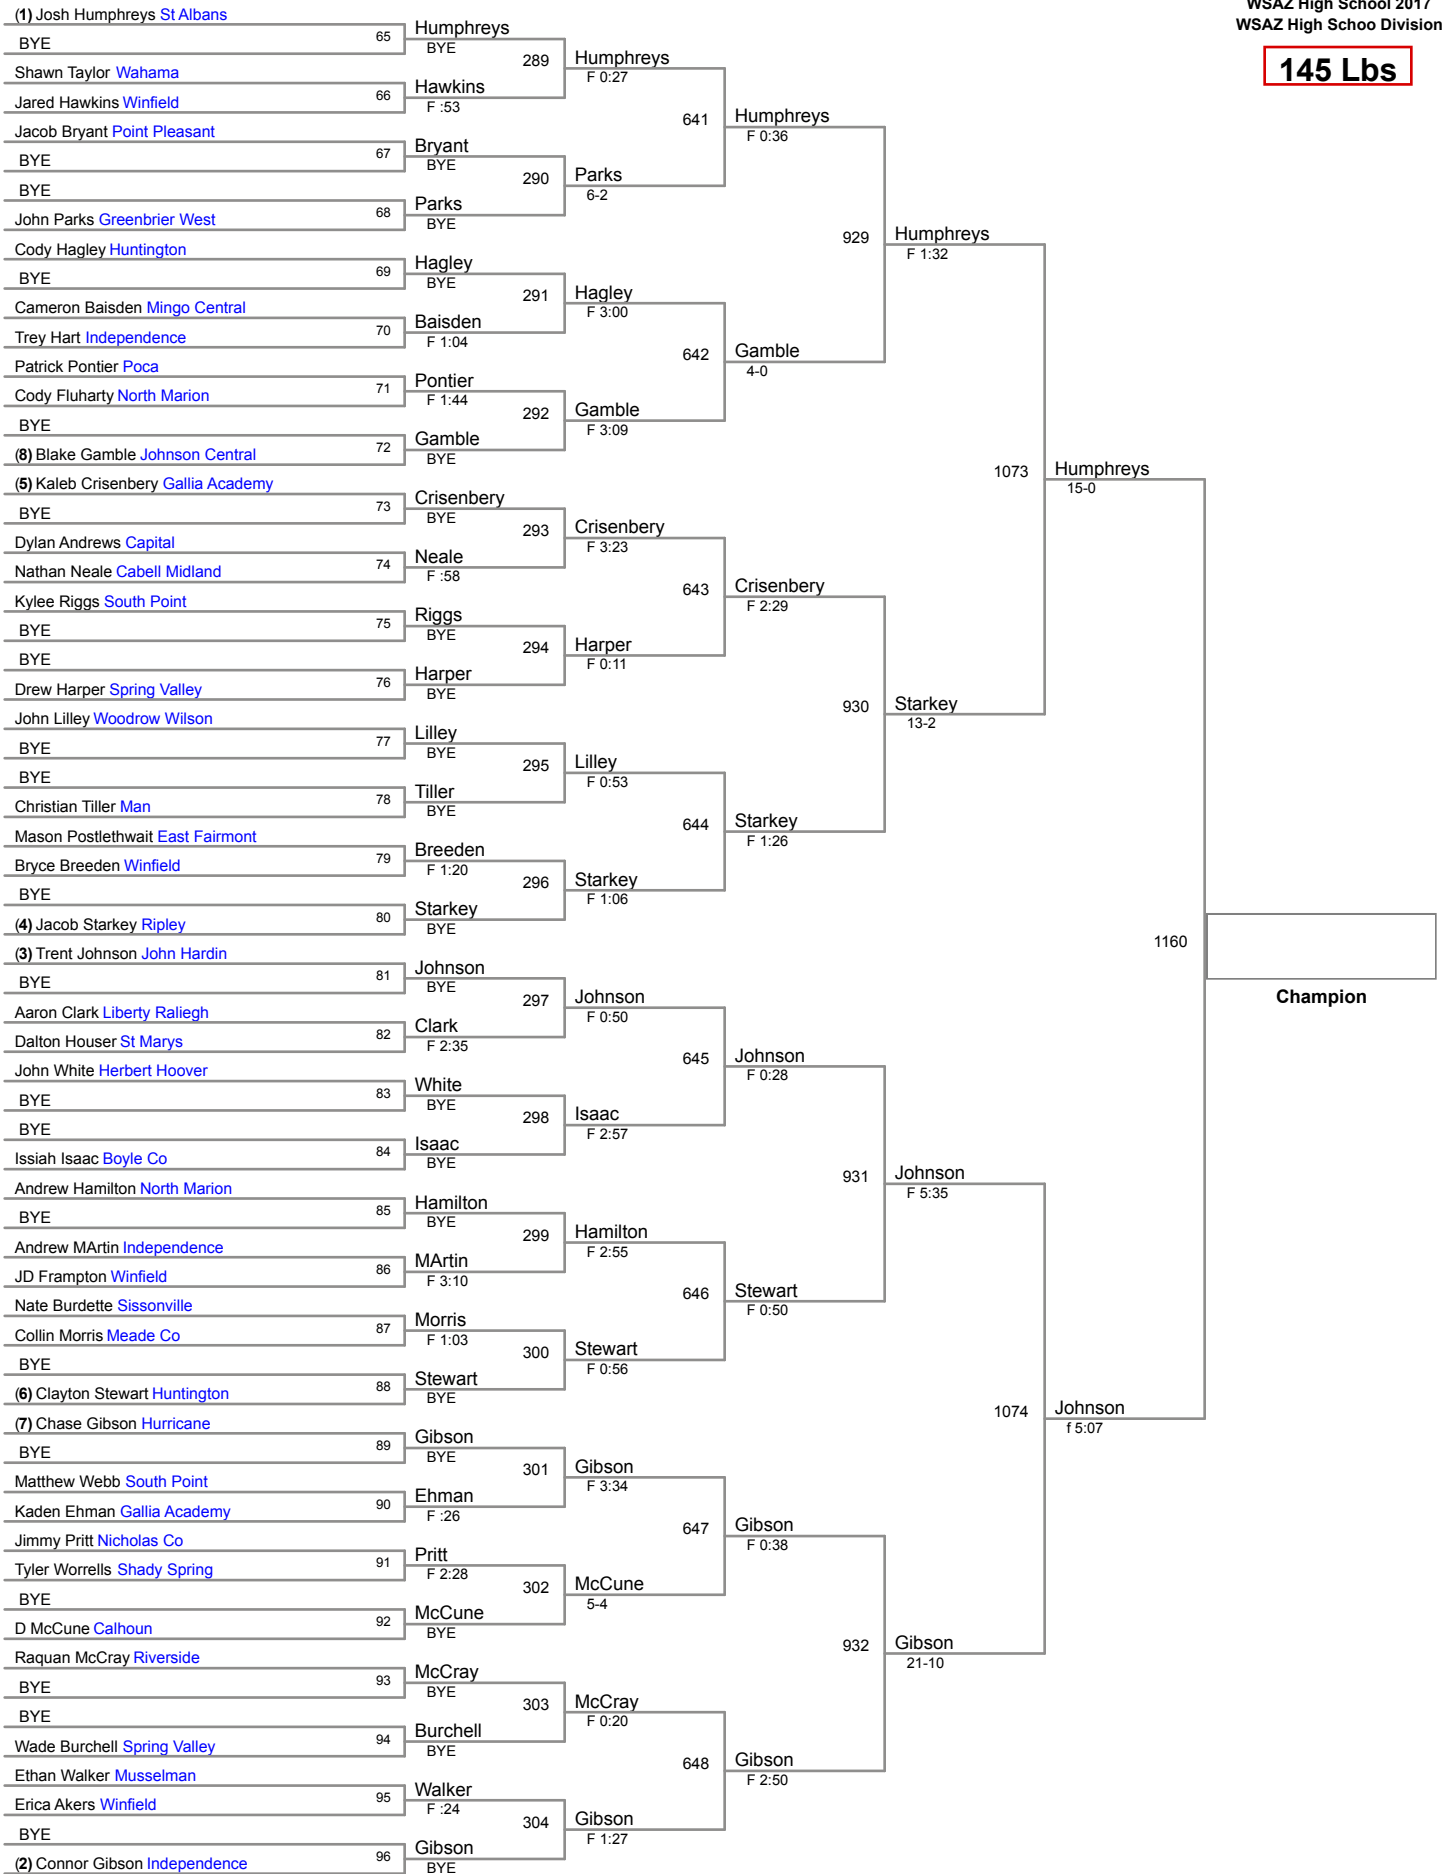 WSAZ High School 2017
WSAZ High Schoo Division
145 Lbs
(1) Josh Humphreys St Albans
BYE
Shawn Taylor Wahama
Jared Hawkins Winfield
Jacob Bryant Point Pleasant
BYE
BYE
John Parks Greenbrier West
Cody Hagley Huntington
BYE
Cameron Baisden Mingo Central
Trey Hart Independence
Patrick Pontier Poca
Cody Fluharty North Marion
BYE
(8) Blake Gamble Johnson Central
(5) Kaleb Crisenbery Gallia Academy
BYE
Dylan Andrews Capital
Nathan Neale Cabell Midland
Kylee Riggs South Point
BYE
BYE
Drew Harper Spring Valley
John Lilley Woodrow Wilson
BYE
BYE
Christian Tiller Man
Mason Postlethwait East Fairmont
Bryce Breeden Winfield
BYE
(4) Jacob Starkey Ripley
(3) Trent Johnson John Hardin
BYE
Aaron Clark Liberty Raliegh
Dalton Houser St Marys
John White Herbert Hoover
BYE
BYE
Issiah Isaac Boyle Co
Andrew Hamilton North Marion
BYE
Andrew MArtin Independence
JD Frampton Winfield
Nate Burdette Sissonville
Collin Morris Meade Co
BYE
(6) Clayton Stewart Huntington
(7) Chase Gibson Hurricane
BYE
Matthew Webb South Point
Kaden Ehman Gallia Academy
Jimmy Pritt Nicholas Co
Tyler Worrells Shady Spring
BYE
D McCune Calhoun
Raquan McCray Riverside
BYE
BYE
Wade Burchell Spring Valley
Ethan Walker Musselman
Erica Akers Winfield
BYE
(2) Connor Gibson Independence
65
66
67
68
69
70
71
72
73
74
75
76
77
78
79
80
81
82
83
84
85
86
87
88
89
90
91
92
93
94
95
96
Humphreys
BYE
Hawkins
F :53
Bryant
BYE
Parks
BYE
Hagley
BYE
Baisden
F 1:04
Pontier
F 1:44
Gamble
BYE
Crisenbery
BYE
Neale
F :58
Riggs
BYE
Harper
BYE
Lilley
BYE
Tiller
BYE
Breeden
F 1:20
Starkey
BYE
Johnson
BYE
Clark
F 2:35
White
BYE
Isaac
BYE
Hamilton
BYE
MArtin
F 3:10
Morris
F 1:03
Stewart
BYE
Gibson
BYE
Ehman
F :26
Pritt
F 2:28
McCune
BYE
McCray
BYE
Burchell
BYE
Walker
F :24
Gibson
BYE
289
290
291
292
293
294
295
296
297
298
299
300
301
302
303
304
Humphreys
F 0:27
Parks
6-2
Hagley
F 3:00
Gamble
F 3:09
Crisenbery
F 3:23
Harper
F 0:11
Lilley
F 0:53
Starkey
F 1:06
Johnson
F 0:50
Isaac
F 2:57
Hamilton
F 2:55
Stewart
F 0:56
Gibson
F 3:34
McCune
5-4
McCray
F 0:20
Gibson
F 1:27
641
642
643
644
645
646
647
648
Humphreys
F 0:36
Gamble
4-0
Crisenbery
F 2:29
Starkey
F 1:26
Johnson
F 0:28
Stewart
F 0:50
Gibson
F 0:38
Gibson
F 2:50
929
930
931
932
Humphreys
F 1:32
Starkey
13-2
Johnson
F 5:35
Gibson
21-10
1073
1074
Humphreys
15-0
Johnson
f 5:07
1160
Champion